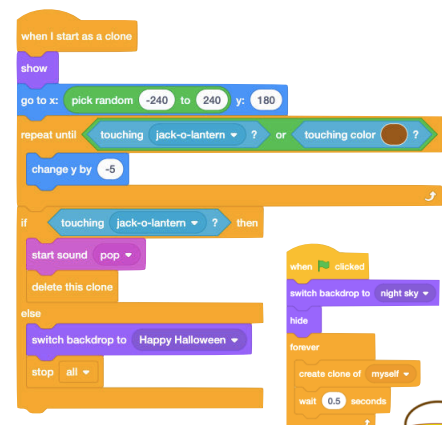 when I start as a clone
show
go to x: pick random -240 to 240 y: 180
repeat until touching jack-o-lantern ? or touching color ?
change y by -5
if touching jack-o-lantern ? then
start sound pop
delete this clone
else
switch backdrop to Happy Halloween
stop all
when clicked
switch backdrop to night sky
hide
forever
create clone of myself
wait 0.5 seconds